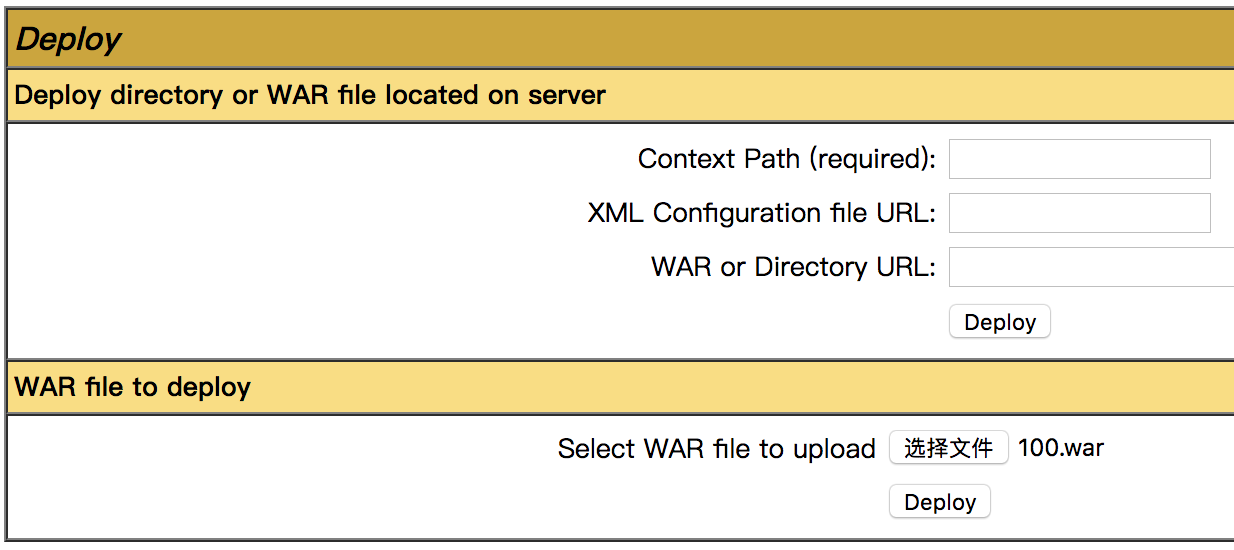 Deploy
Deploy directory or WAR file located on server
Context Path (required):
XML Configuration file URL:
WAR or Directory URL:
Deploy
WAR file to deploy
Select WAR file to upload 选择文件 100.war
Deploy